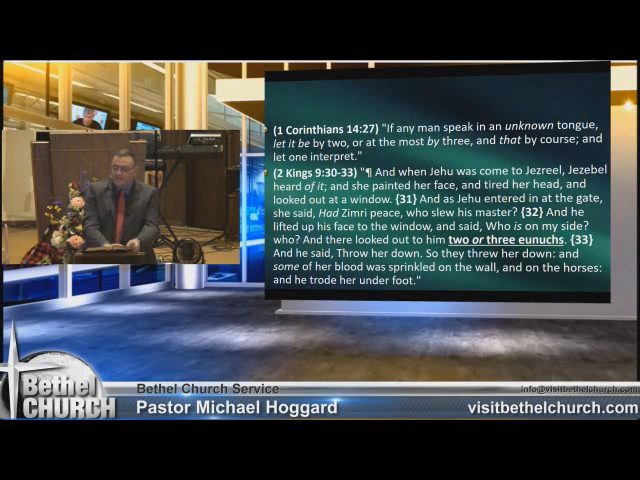 (1 Corinthians 14:27) "If any man speak in an unknown tongue,
let it be by two, or at the most by three, and that by course; and
let one interpret."
(2 Kings 9:30-33) "¶ And when Jehu was come to Jezreel, Jezebel
heard of it; and she painted her face, and tired her head, and
looked out at a window. {31} And as Jehu entered in at the gate,
she said, Had Zimri peace, who slew his master? {32} And he
lifted up his face to the window, and said, Who is on my side?
who? And there looked out to him two or three eunuchs. {33}
And he said, Throw her down. So they threw her down: and
some of her blood was sprinkled on the wall, and on the horses:
and he trode her under foot."
Bethel
CHURCH
Bethel Church Service
info@visitbethelchurch.com
Pastor Michael Hoggard
visitbethelchurch.com